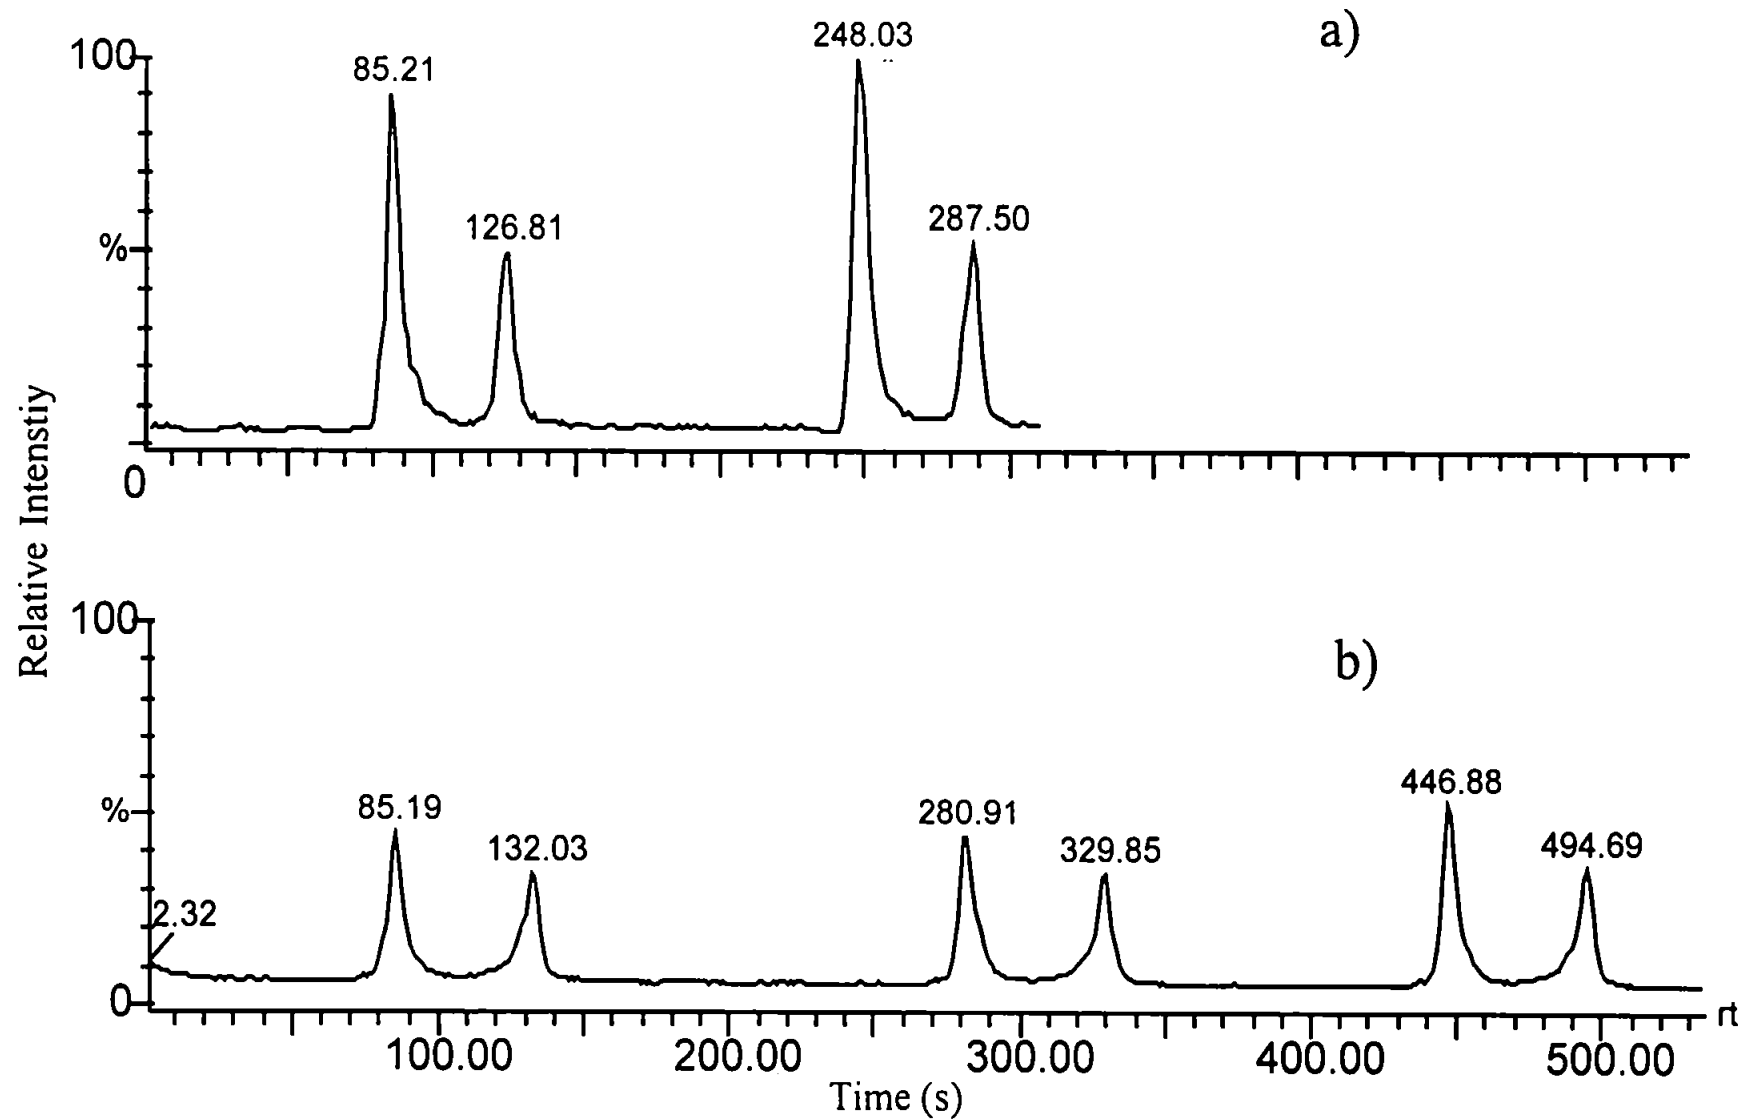 a)
248.03
100
85.21
126.81
287.50
%
0
Relative Intenstiy
100
b)
446.88
85.19
280.91
%
132.03
329.85
494.69
2.32
0
rt
100.00 200.00 300.00 400.00 500.00
Time (s)